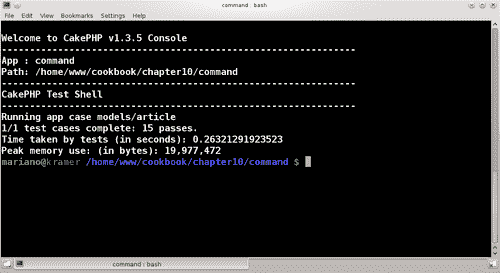 command : bash
File Edit View Bookmarks Settings Help
Welcome to CakePHP v1.3.5 Console
---------------------------------------------------------------
App : command
Path: /home/www/cookbook/chapter10/command
---------------------------------------------------------------
CakePHP Test Shell
---------------------------------------------------------------
Running app case models/article
1/1 test cases complete: 15 passes.
Time taken by tests (in seconds): 0.26321291923523
Peak memory use: (in bytes): 19,977,472
mariano@kramer /home/www/cookbook/chapter10/command $
command : bash